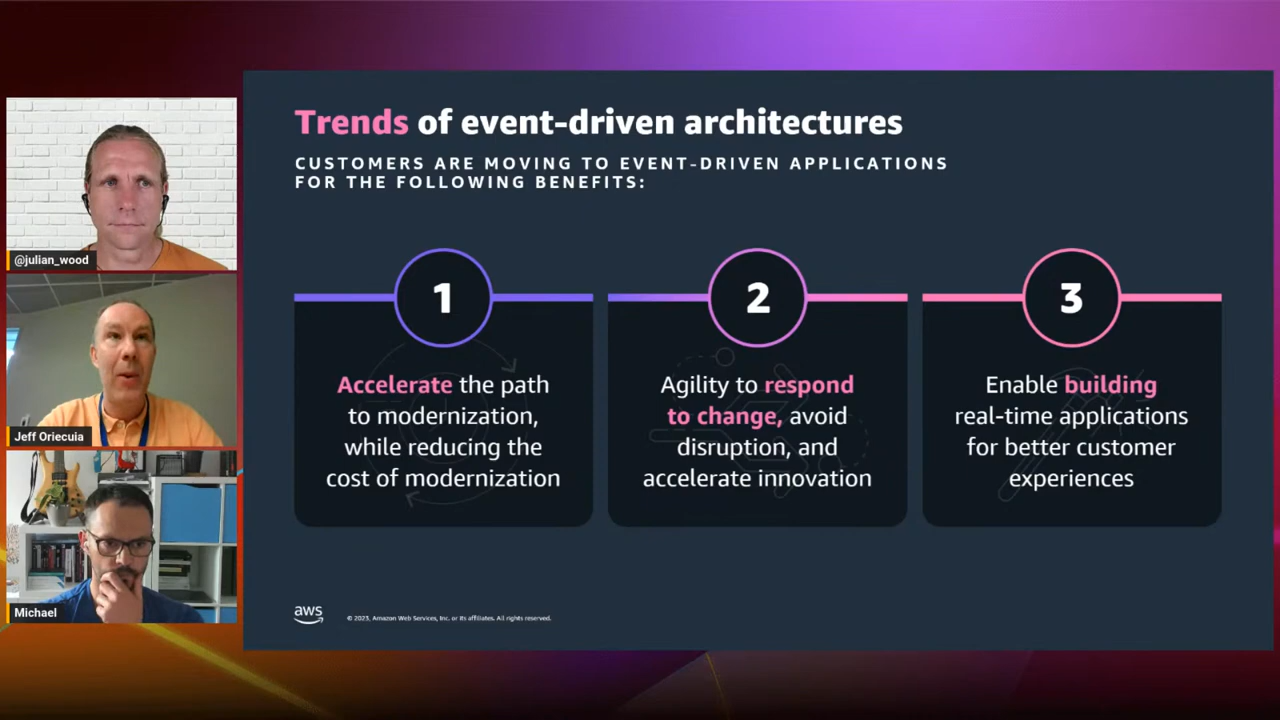 Trends of event-driven architectures
CUSTOMERS ARE MOVING TO EVENT-DRIVEN APPLICATIONS
FOR THE FOLLOWING BENEFITS:
1
Accelerate the path
to modernization,
while reducing the
cost of modernization
2
Agility to respond
to change, avoid
disruption, and
accelerate innovation
3
Enable building
real-time applications
for better customer
experiences
aws
© 2023, Amazon Web Services, Inc. or its affiliates. All rights reserved.
@julian_wood
Jeff Oriecuia
Michael